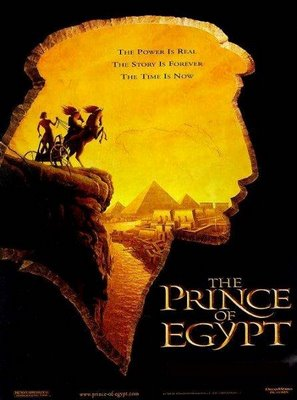 THE POWER IS REAL
THE STORY IS FOREVER
THE TIME IS NOW
THE
PRINCE
OF
EGYPT
www.prince-of-egypt.com
DREAMWORKS